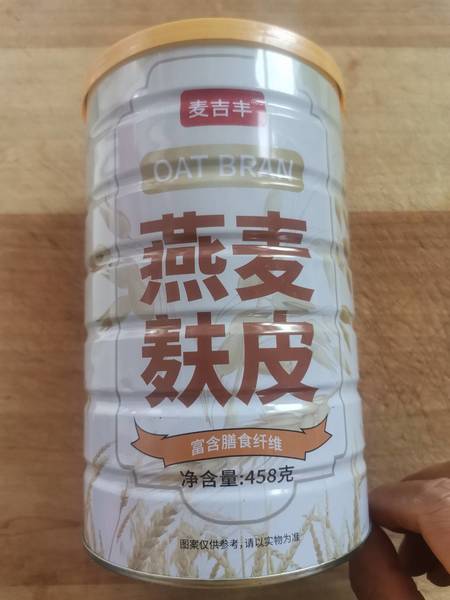 麦吉丰
OAT BRAN
燕麦
麸皮
富含膳食纤维
净含量:458克
图案仅供参考,请以实物为准